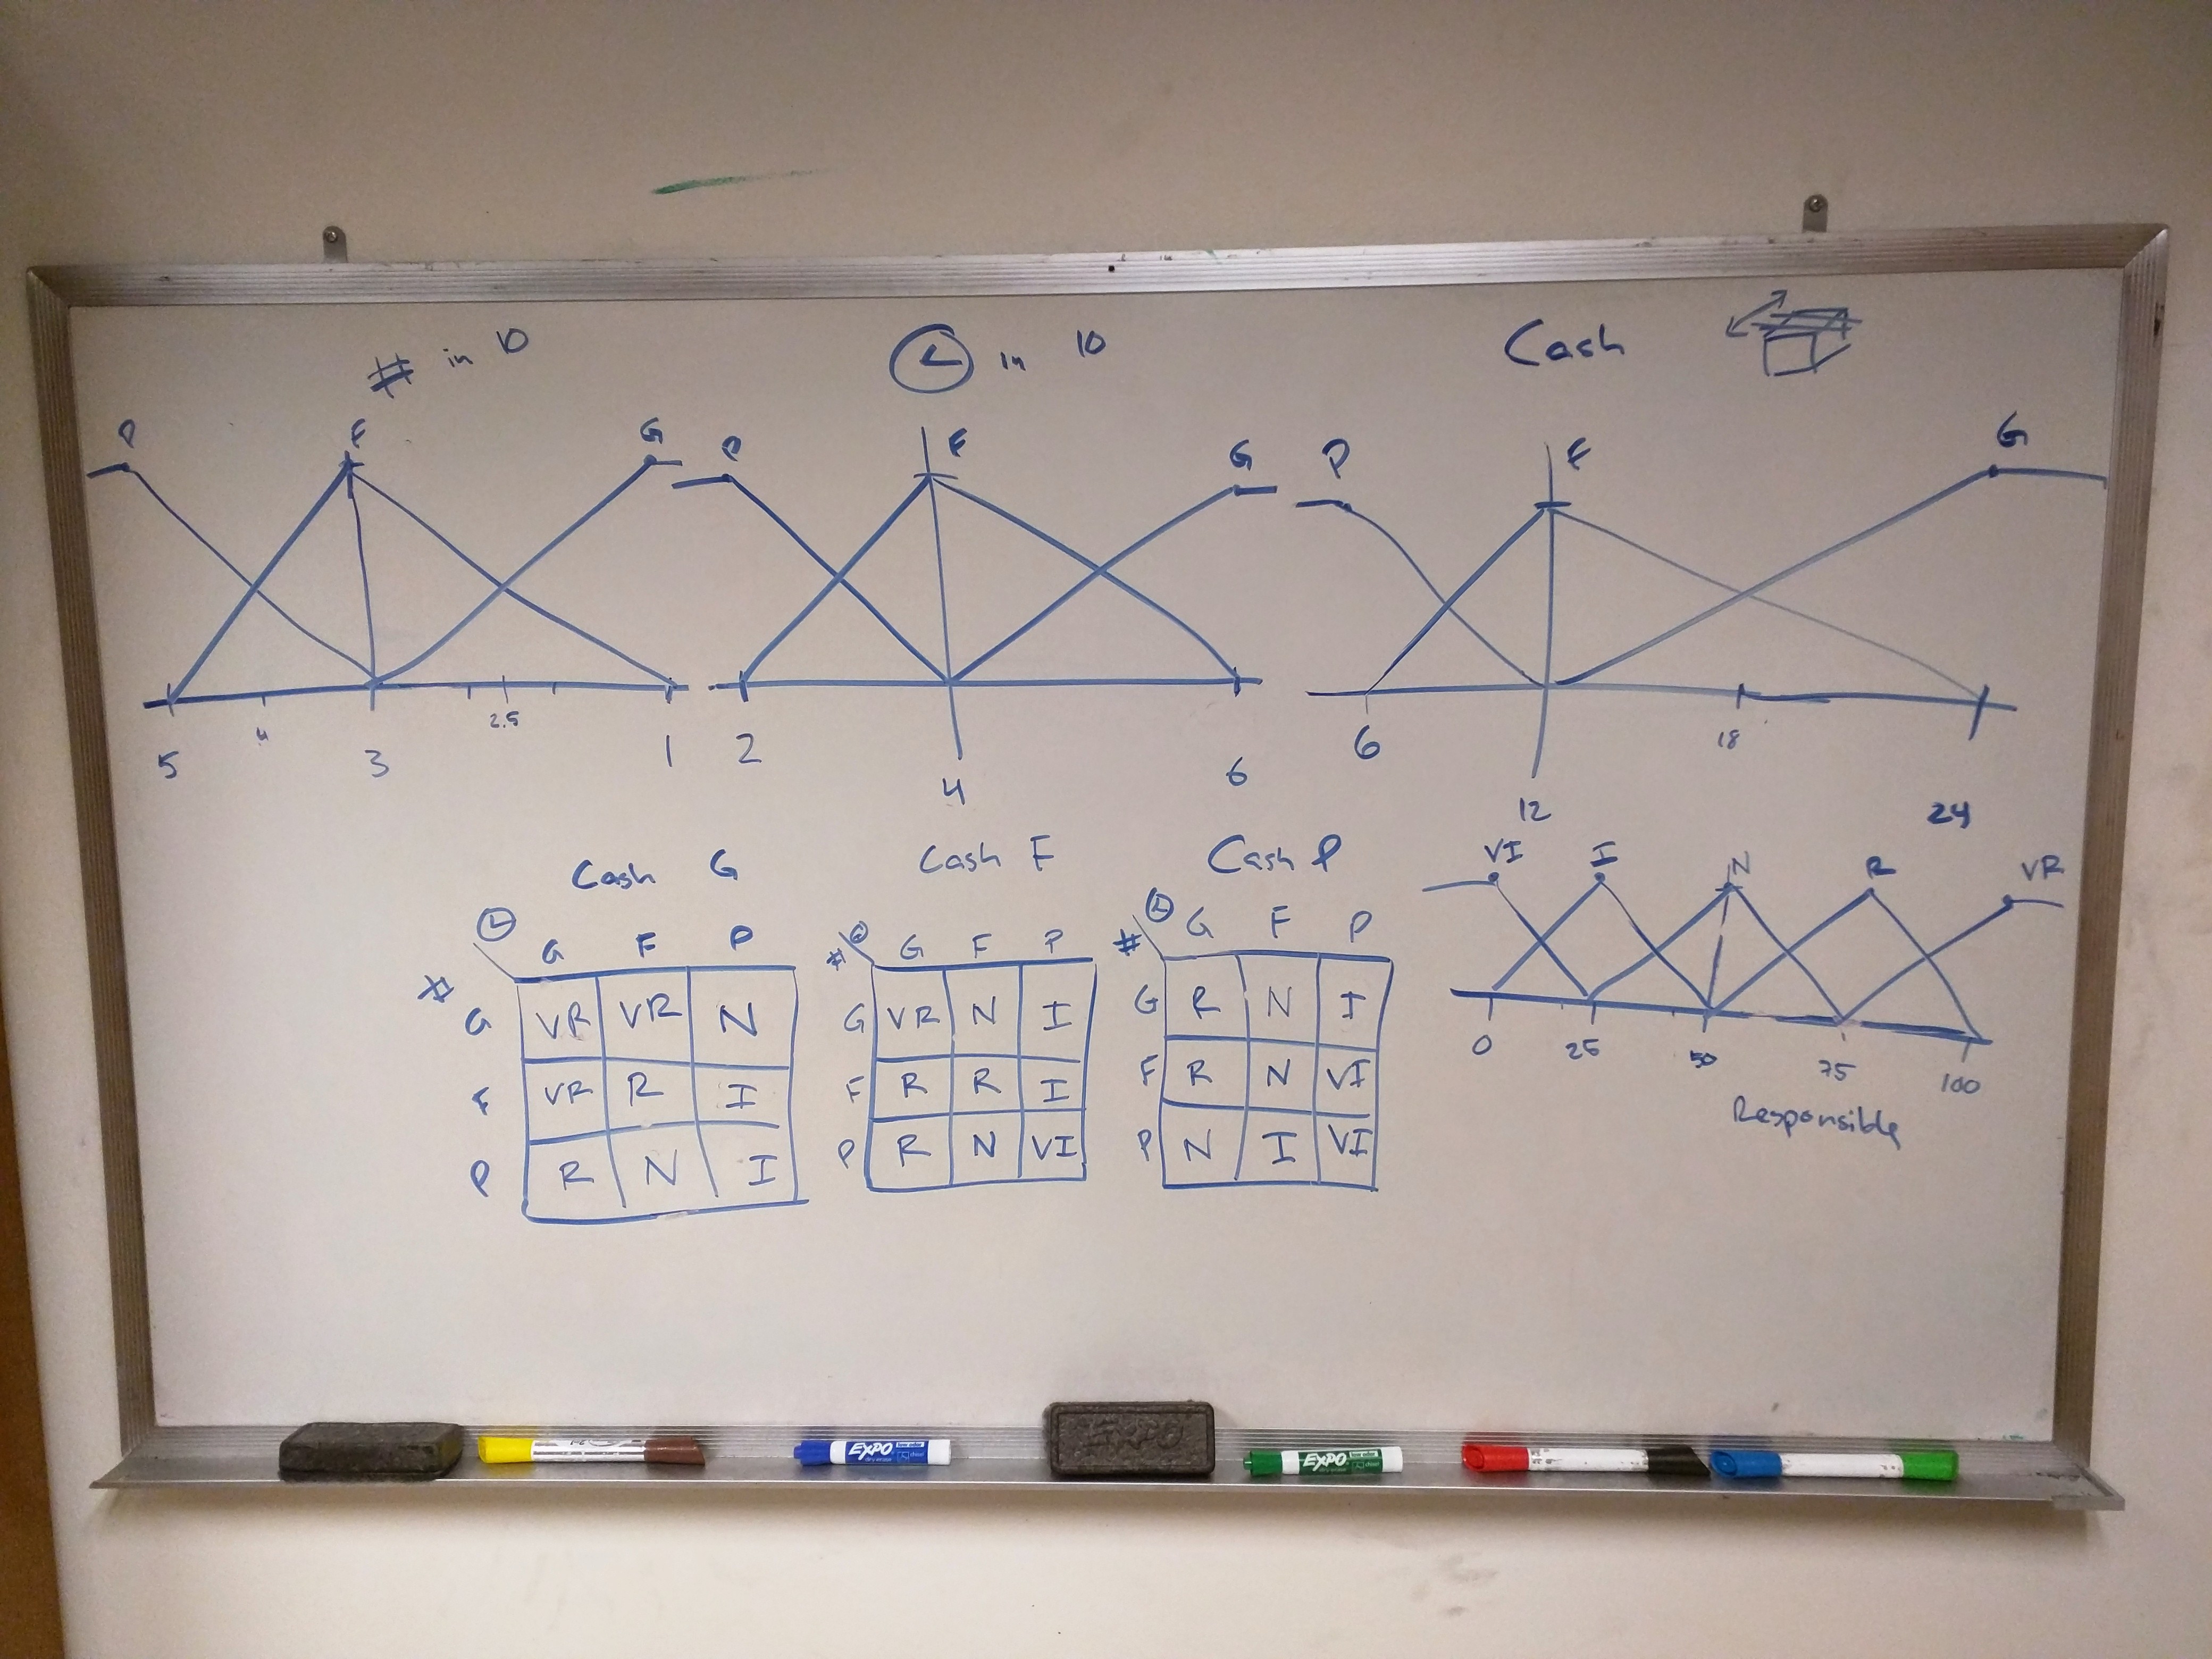 # in 10
in 10
Cash
P F G
P F G
P F G
5 4 3 2.5 1
2 4 6
6 12 18 24
Cash G
G F P
#
G VR VR N
F VR R I
P R N I
Cash F
#
G F P
G VR N I
F R R I
P R N VI
Cash P
#
G F P
G R N I
F R N VI
P N I VI
VI I N R VR
0 25 50 75 100
Responsible
EXPO
EXPO
EXPO